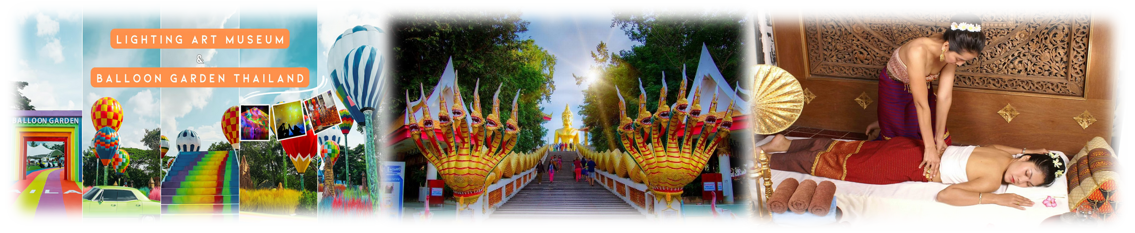 LIGHTING ART MUSEUM
&
BALLOON GARDEN THAILAND
BALLOON GARDEN